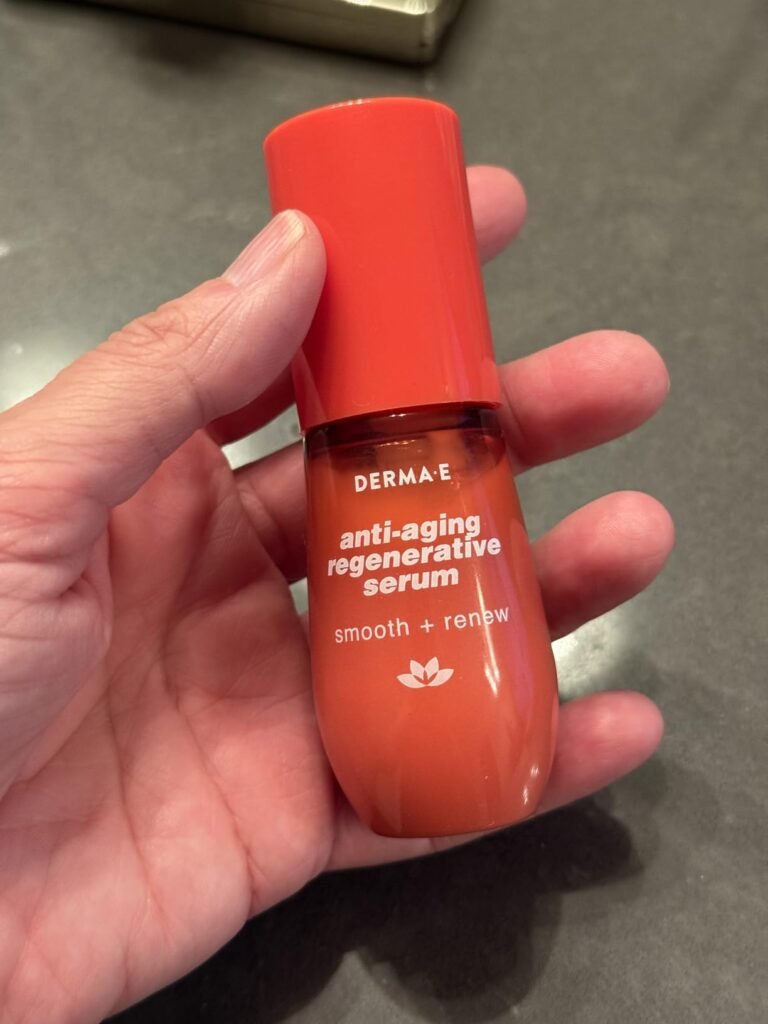 DERMA·E
anti-aging
regenerative
serum
smooth + renew